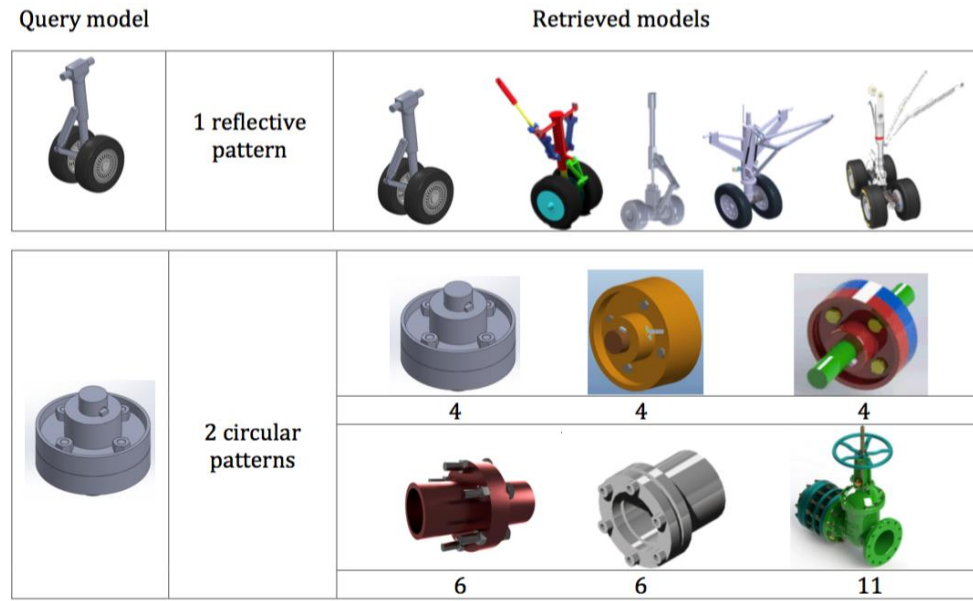 Query model
Retrieved models
1 reflective
pattern
4
4
4
2 circular
patterns
6
6
11